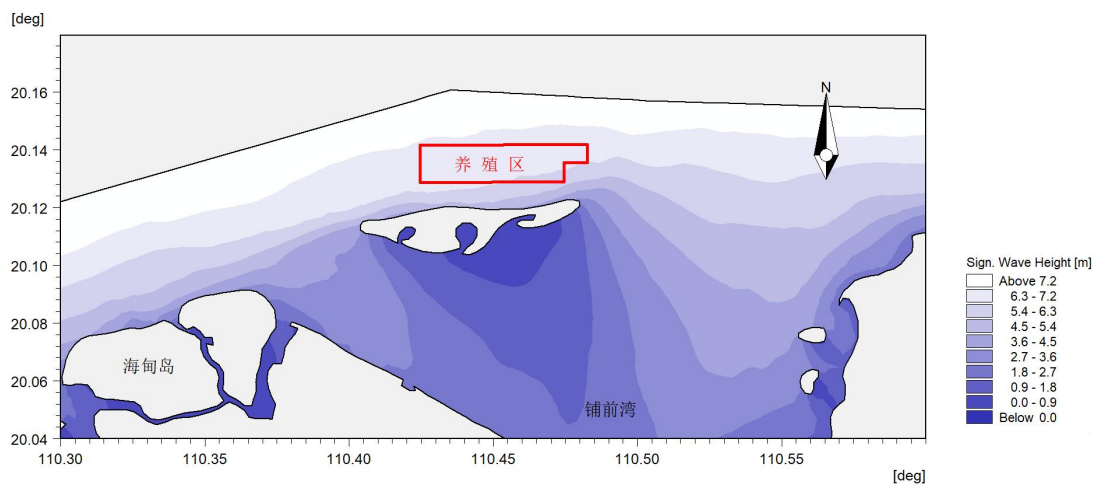 [deg]
N
20.16
20.14
养 殖 区
20.12
20.10
20.08
20.06
20.04
海甸岛
铺前湾
110.30
110.35
110.40
110.45
110.50
110.55
[deg]
Sign. Wave Height [m]
Above 7.2
6.3 - 7.2
5.4 - 6.3
4.5 - 5.4
3.6 - 4.5
2.7 - 3.6
1.8 - 2.7
0.9 - 1.8
0.0 - 0.9
Below 0.0